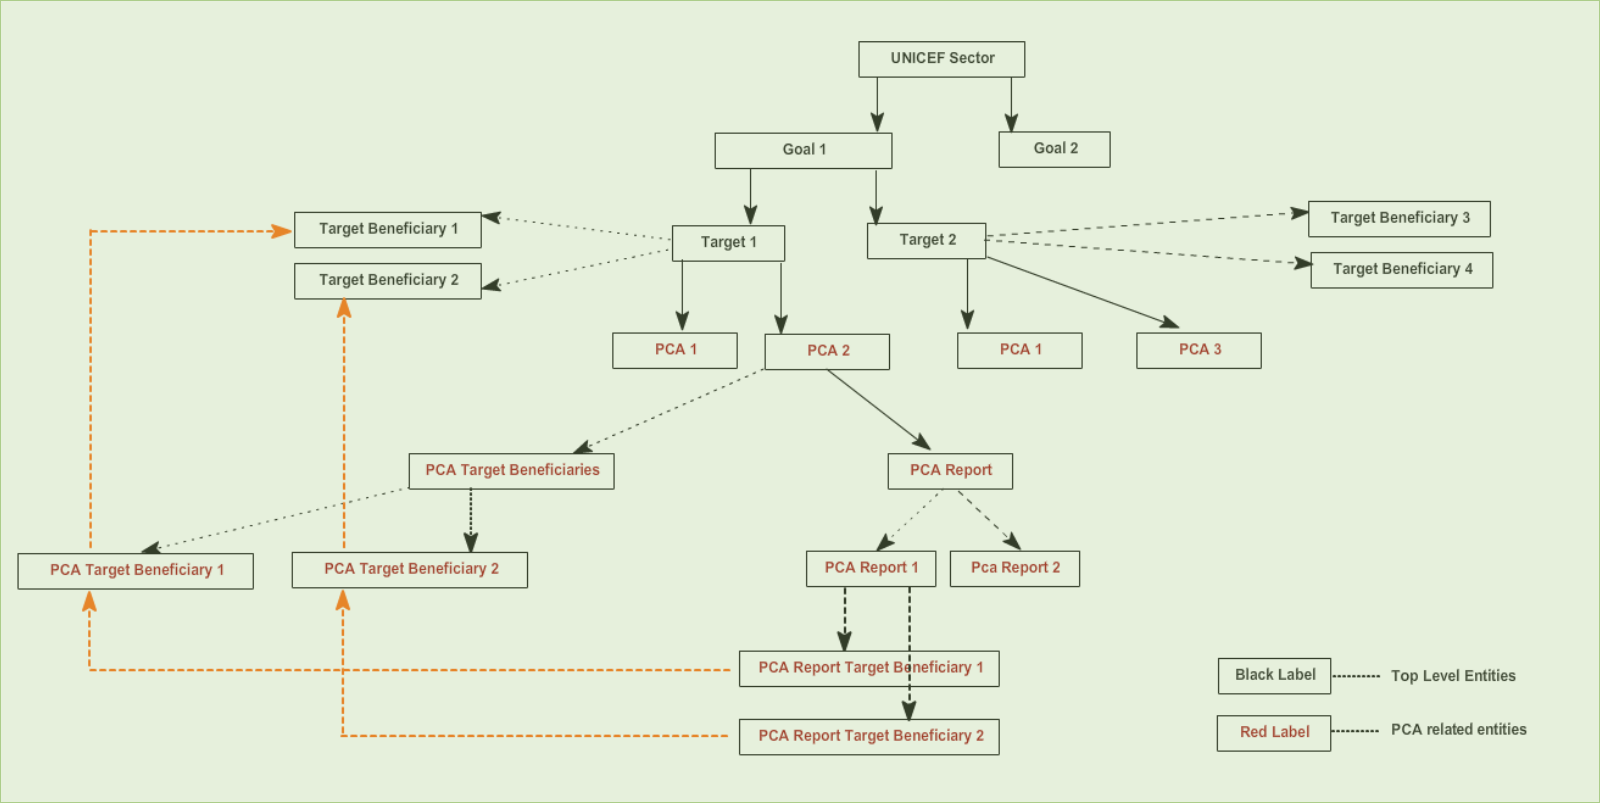 UNICEF Sector
Goal 1
Goal 2
Target Beneficiary 1
Target 1
Target 2
Target Beneficiary 3
Target Beneficiary 2
Target Beneficiary 4
PCA 1
PCA 2
PCA 1
PCA 3
PCA Target Beneficiaries
PCA Report
PCA Target Beneficiary 1
PCA Target Beneficiary 2
PCA Report 1
Pca Report 2
PCA Report Target Beneficiary 1
PCA Report Target Beneficiary 2
Black Label
Top Level Entities
Red Label
PCA related entities